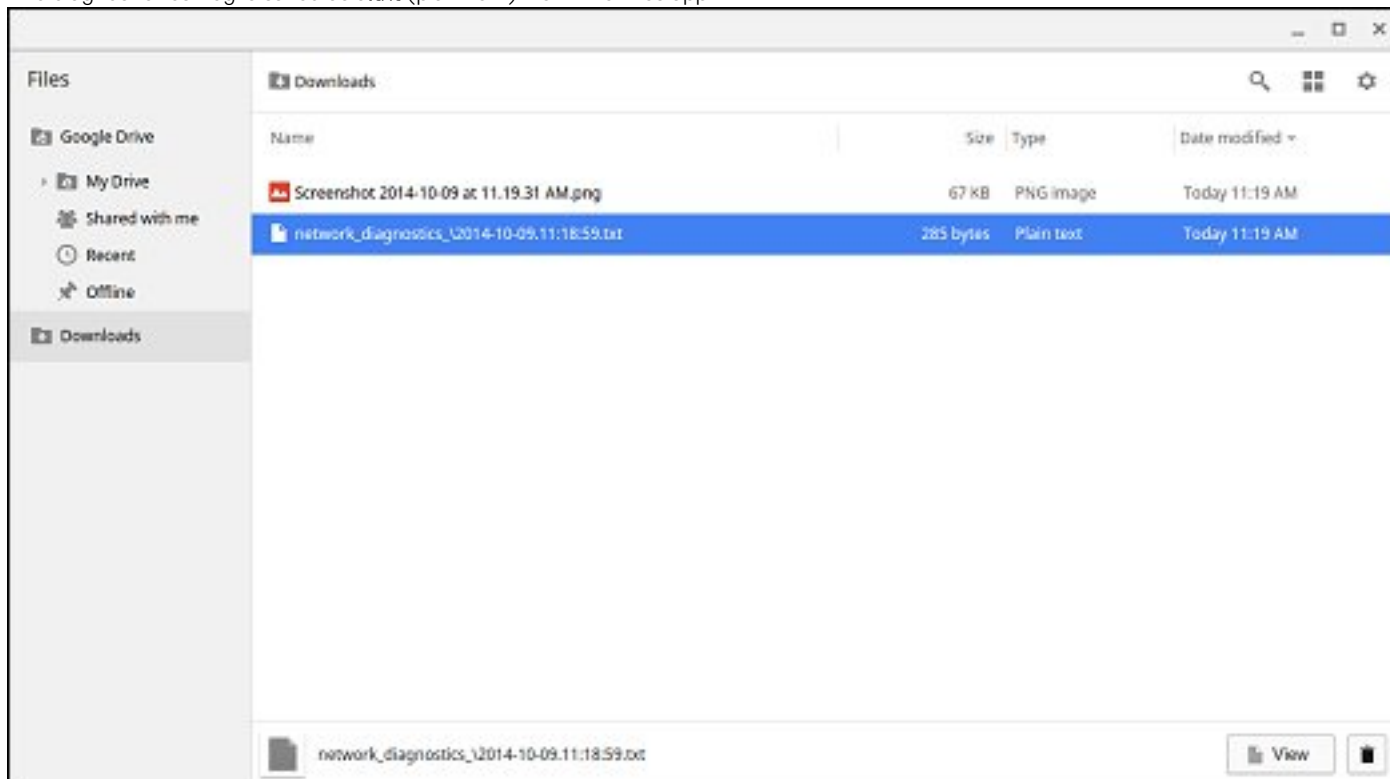 Files
Downloads
Google Drive
Name
Size
Type
Date modified
My Drive
Screenshot 2014-10-09 at 11.19.31 AM.png
67 KB
PNG image
Today 11:19 AM
Shared with me
network_diagnostics_\2014-10-09.11:18:59.txt
285 bytes
Plain text
Today 11:19 AM
Recent
Offline
Downloads
network_diagnostics_\2014-10-09.11:18:59.txt
View